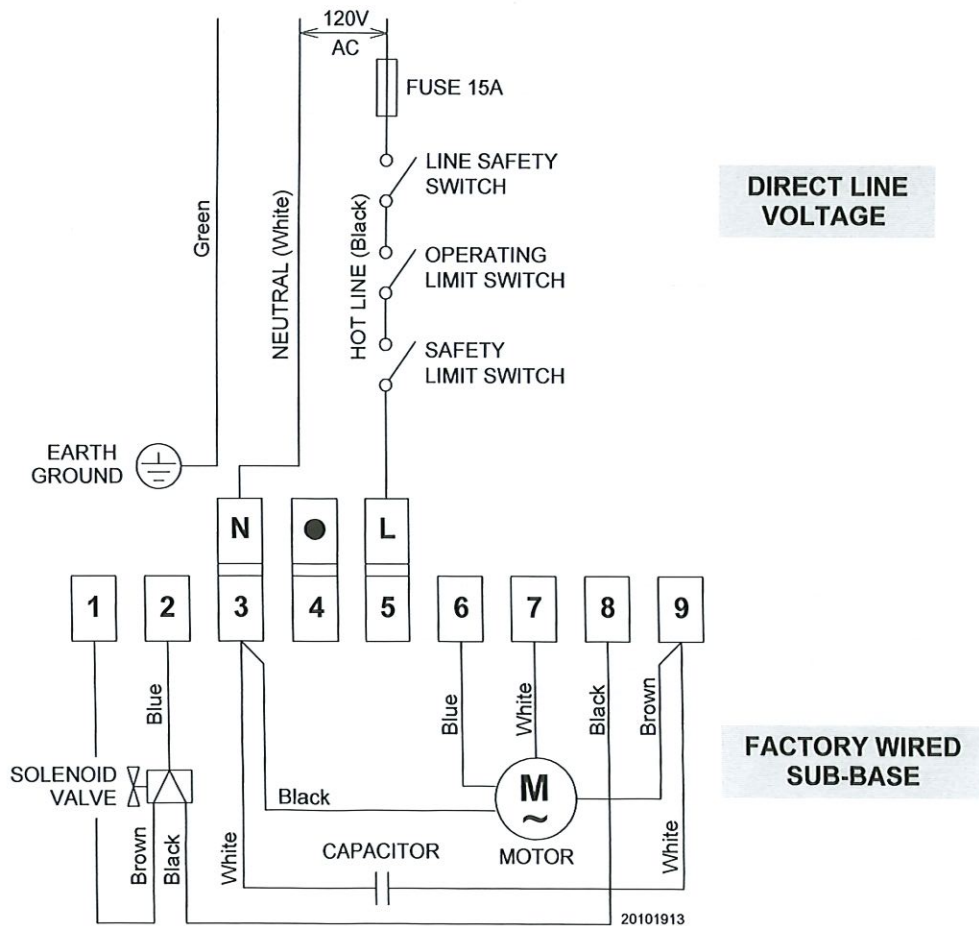 120V
AC
FUSE 15A
LINE SAFETY
SWITCH
DIRECT LINE
VOLTAGE
Green
NEUTRAL (White)
HOT LINE (Black)
OPERATING
LIMIT SWITCH
SAFETY
LIMIT SWITCH
EARTH
GROUND
N
L
1
2
3
4
5
6
7
8
9
Blue
Blue
White
Black
Brown
FACTORY WIRED
SUB-BASE
SOLENOID
VALVE
M
~
Black
Brown
Black
White
CAPACITOR
MOTOR
White
20101913